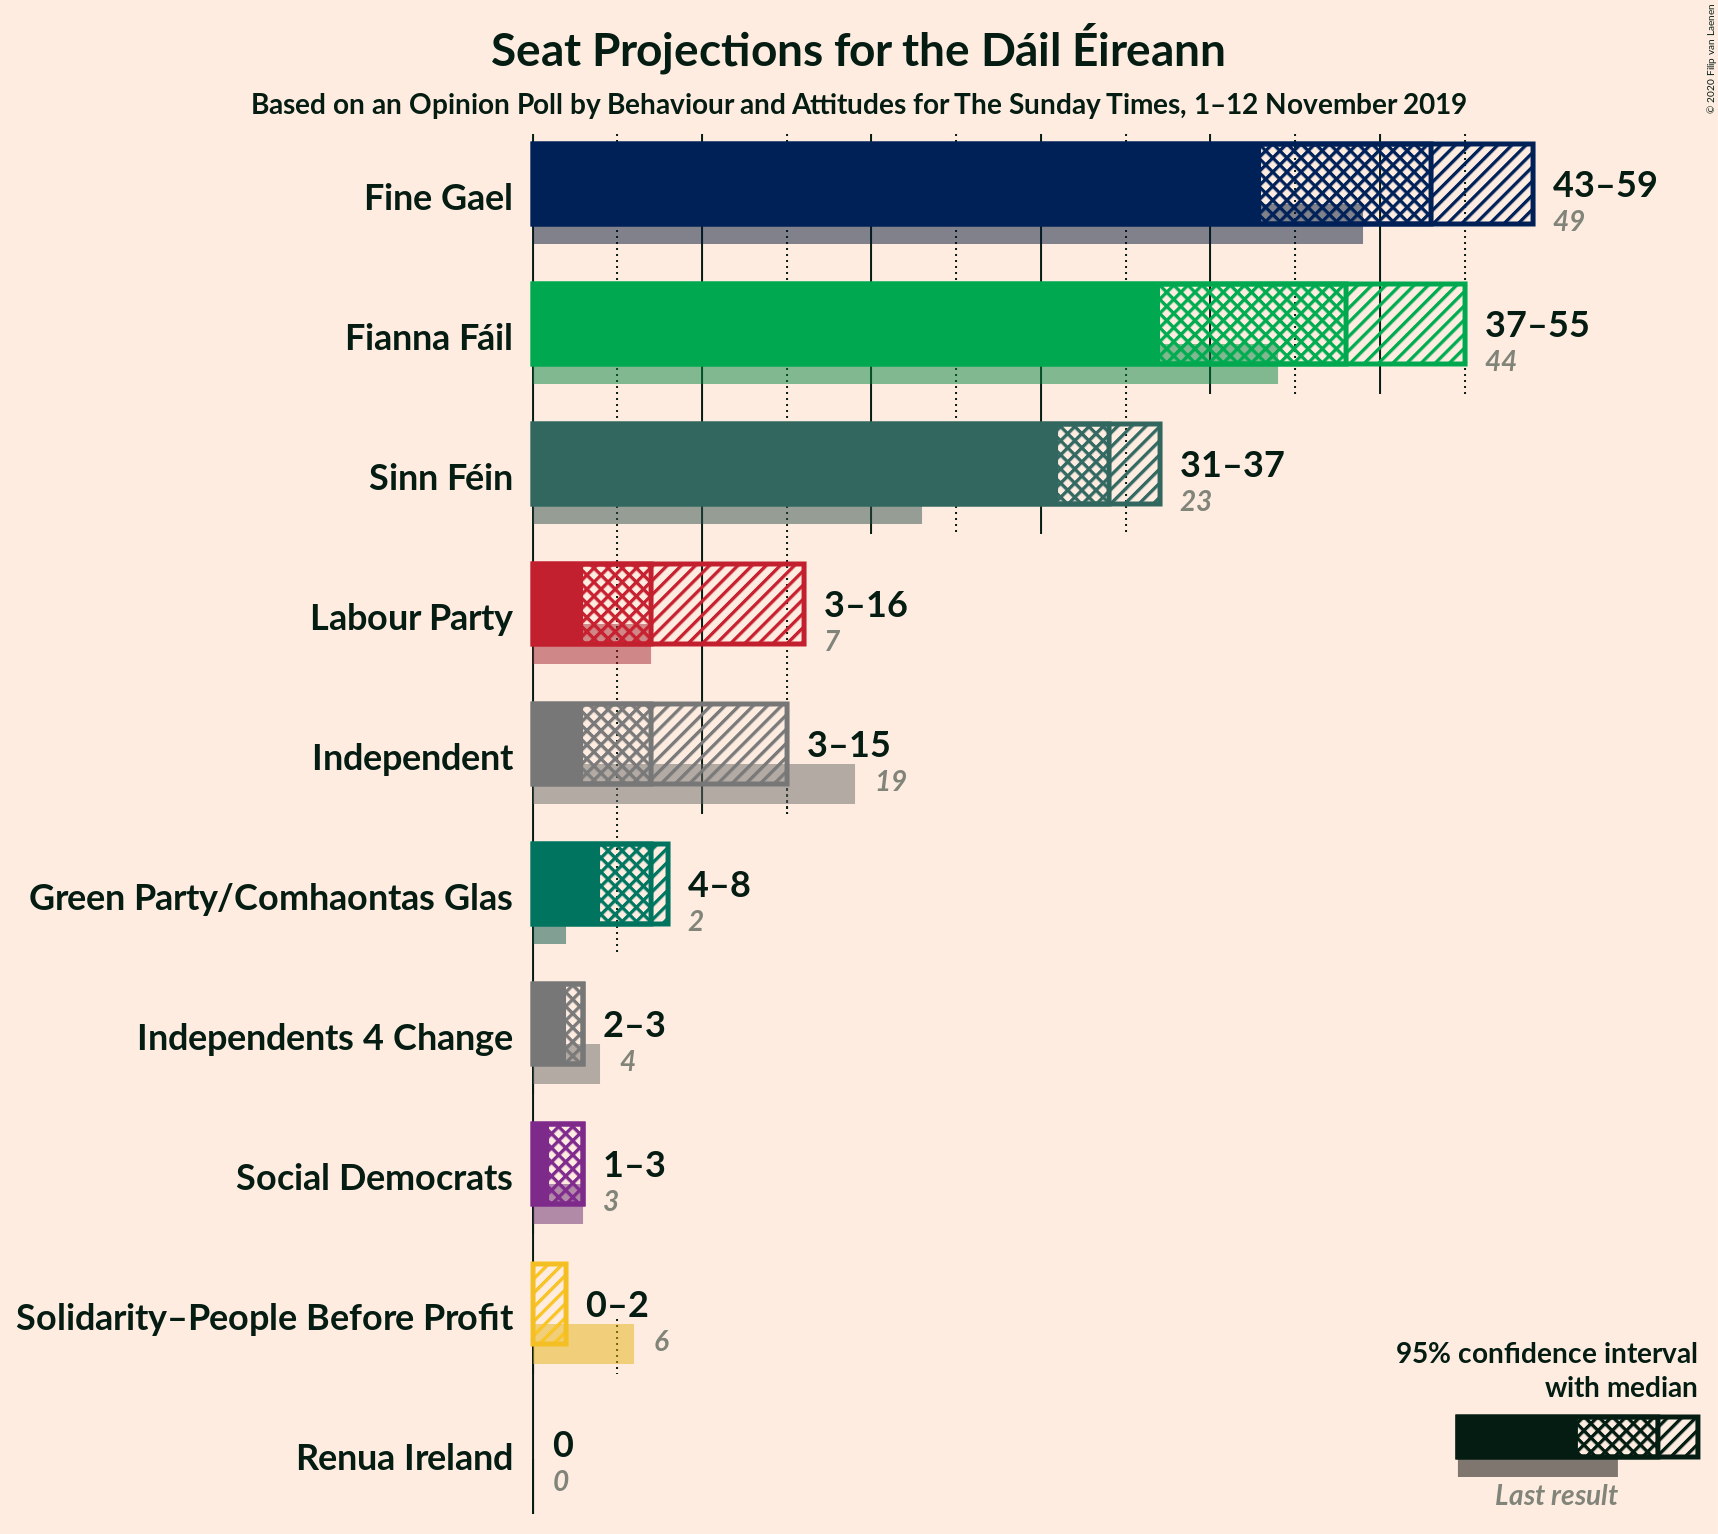 Seat Projections for the Dáil Éireann
Based on an Opinion Poll by Behaviour and Attitudes for The Sunday Times, 1–12 November 2019
© 2020 Filip van Laenen
Fine Gael
43–59
49
Fianna Fáil
37–55
44
Sinn Féin
31–37
23
Labour Party
3–16
7
Independent
3–15
19
Green Party/Comhaontas Glas
4–8
2
Independents 4 Change
2–3
4
Social Democrats
1–3
3
Solidarity–People Before Profit
0–2
6
Renua Ireland
0
0
95% confidence interval
with median
Last result